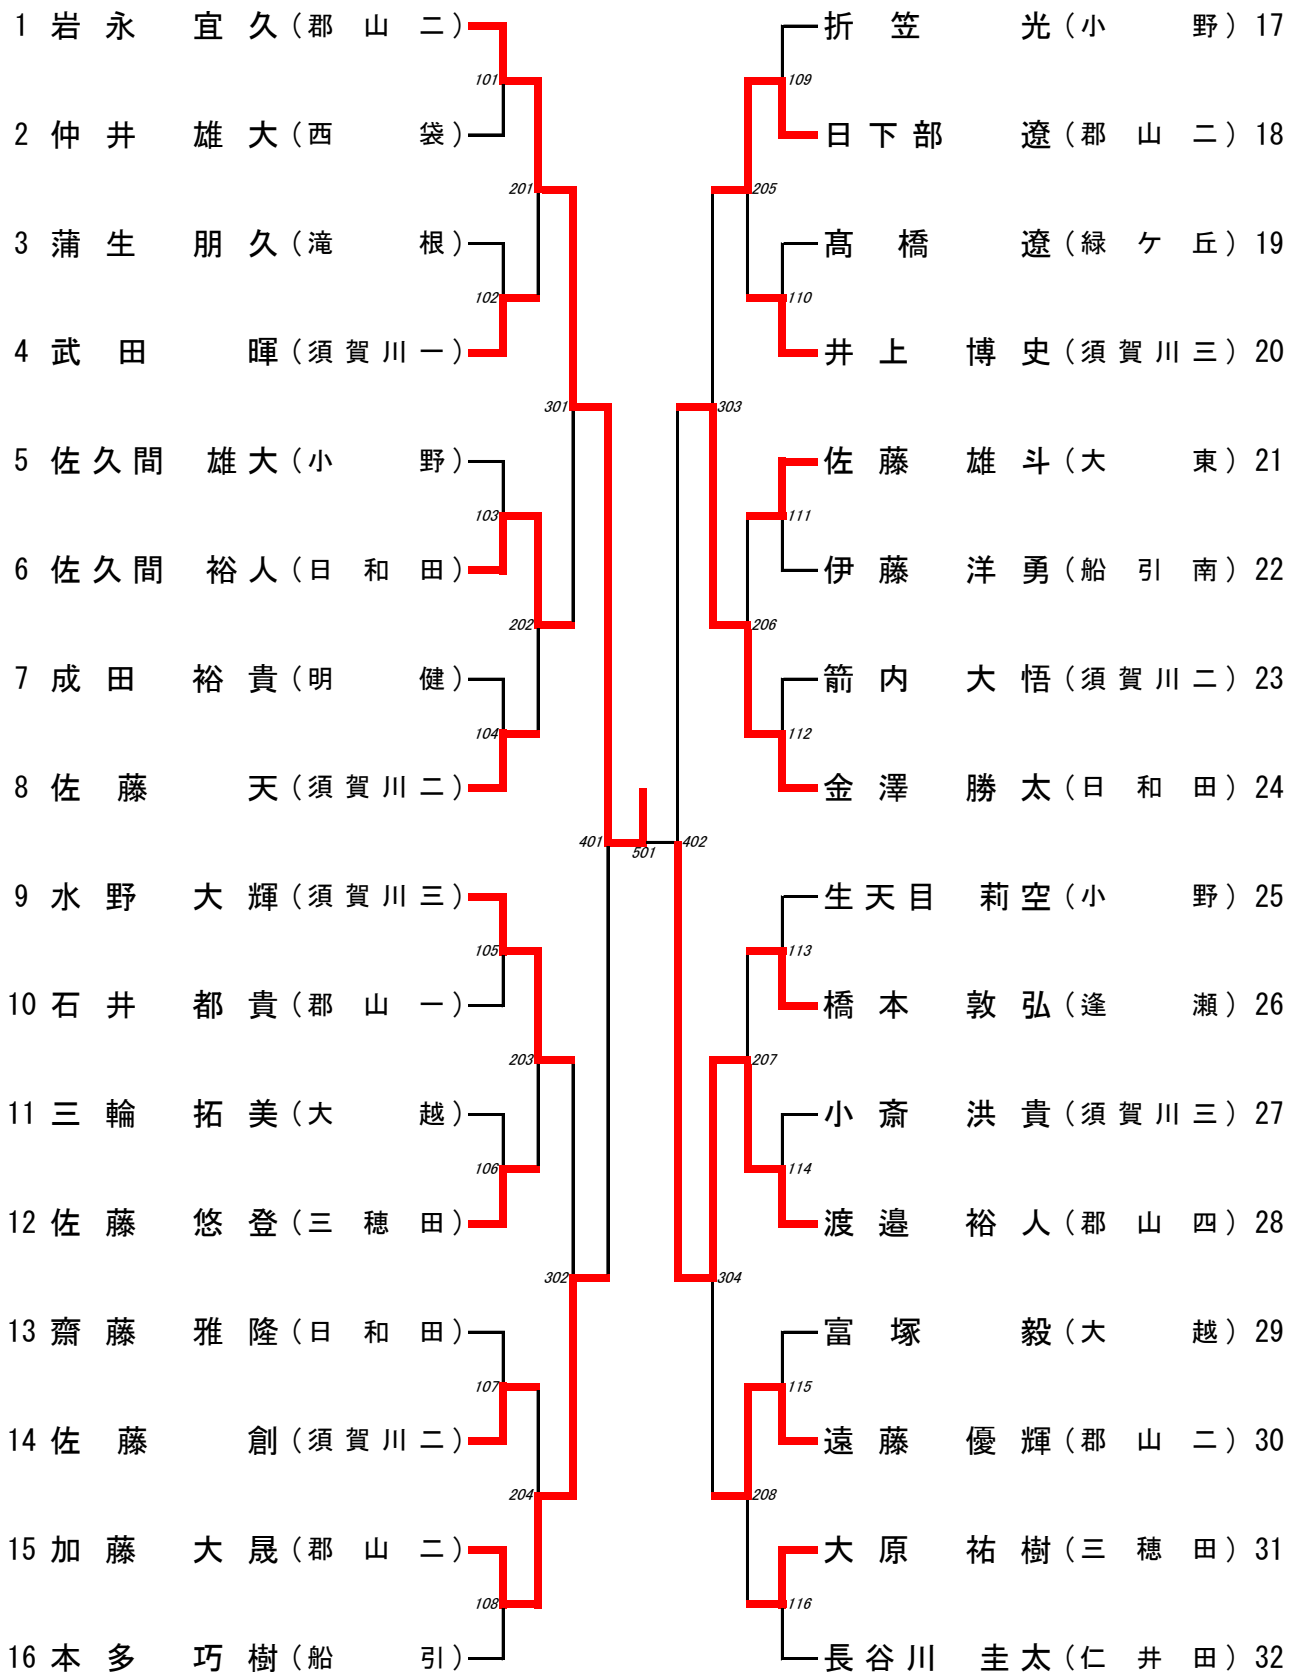 1 岩永 宜久 (郡山二)
101
2 仲井 雄大 (西袋)
201
3 蒲生 朋久 (滝根)
102
4 武田 暉 (須賀川一)
301
5 佐久間 雄大 (小野)
103
6 佐久間 裕人 (日和田)
202
7 成田 裕貴 (明健)
104
8 佐藤 天 (須賀川二)
401
501
9 水野 大輝 (須賀川三)
105
10 石井 都貴 (郡山一)
203
11 三輪 拓美 (大越)
106
12 佐藤 悠登 (三穂田)
302
13 齋藤 雅隆 (日和田)
107
14 佐藤 創 (須賀川二)
204
15 加藤 大晟 (郡山二)
108
16 本多 巧樹 (船引)
折笠 光 (小野) 17
109
日下部 遼 (郡山二) 18
205
髙橋 遼 (緑ケ丘) 19
110
井上 博史 (須賀川三) 20
303
佐藤 雄斗 (大東) 21
111
伊藤 洋勇 (船引南) 22
206
箭内 大悟 (須賀川二) 23
112
金澤 勝太 (日和田) 24
402
生天目 莉空 (小野) 25
113
橋本 敦弘 (逢瀬) 26
207
小斎 洪貴 (須賀川三) 27
114
渡邉 裕人 (郡山四) 28
304
富塚 毅 (大越) 29
115
遠藤 優輝 (郡山二) 30
208
大原 祐樹 (三穂田) 31
116
長谷川 圭太 (仁井田) 32